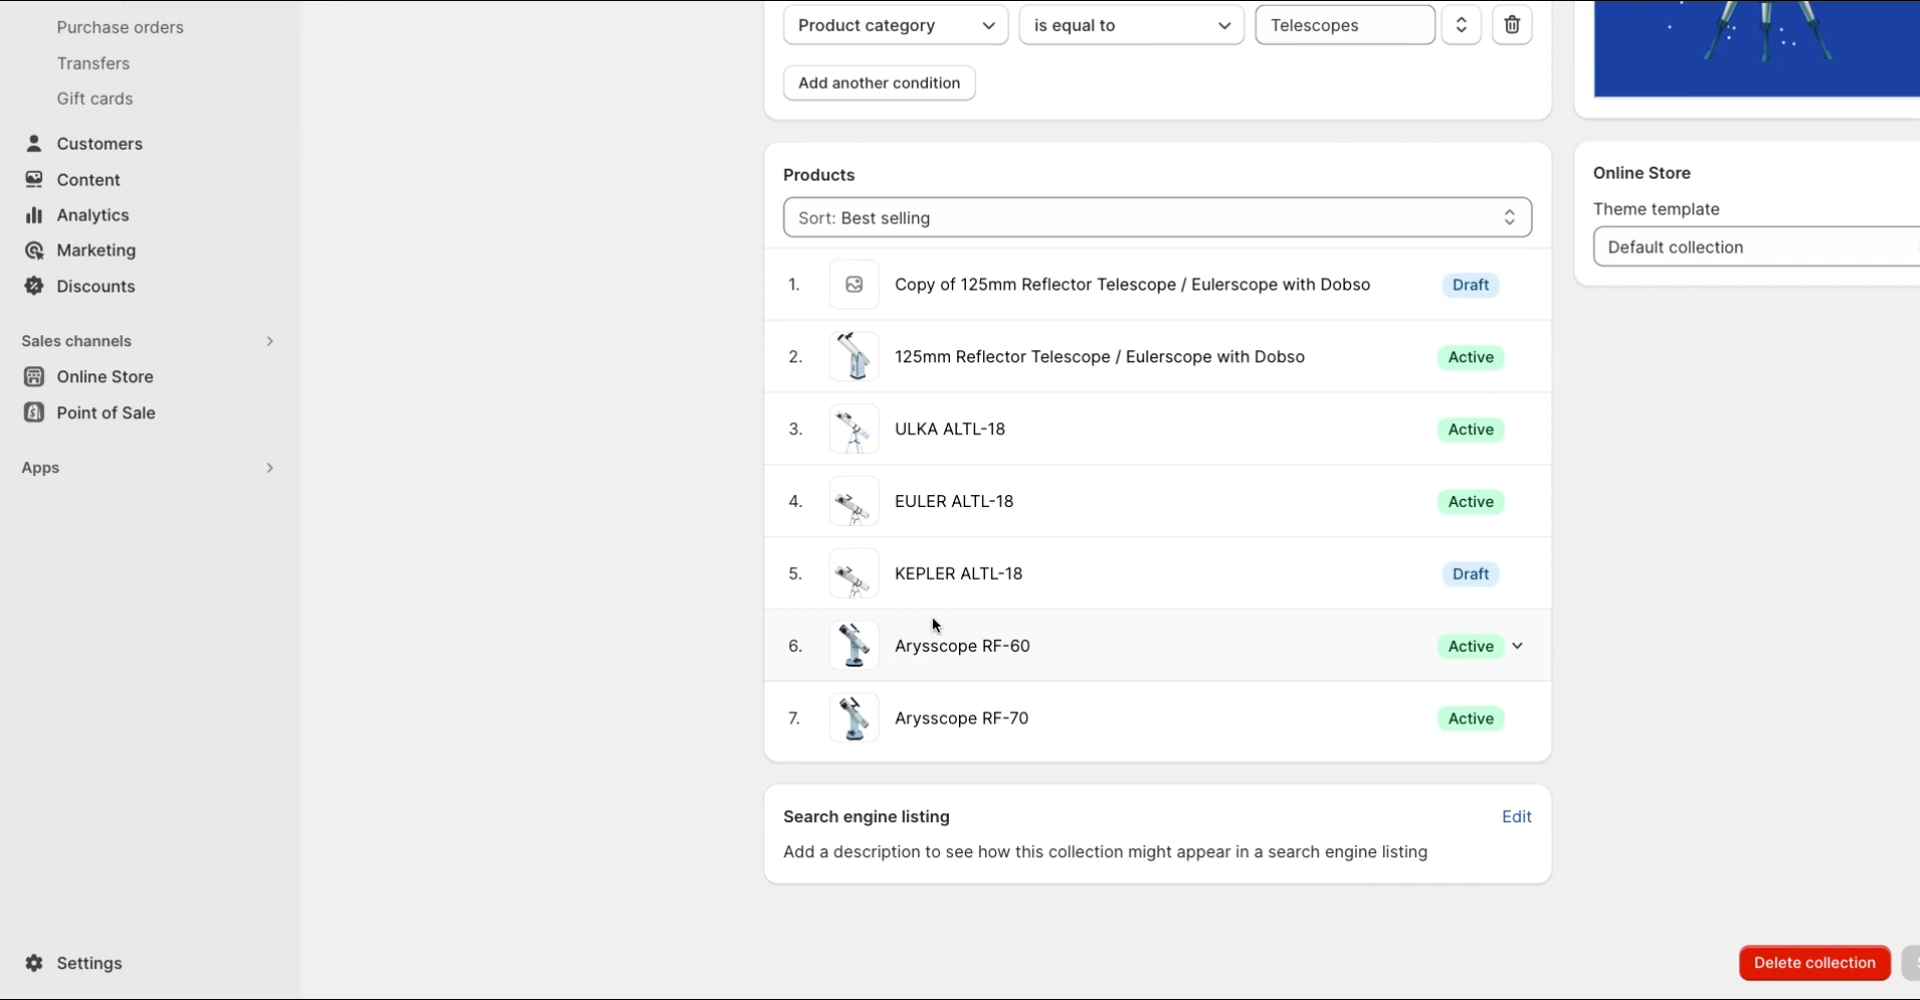 Purchase orders
Transfers
Gift cards
Customers
Content
Analytics
Marketing
Discounts
Sales channels
Online Store
Point of Sale
Apps
Settings
Product category is equal to Telescopes
Add another condition
Products
Sort: Best selling
1. Copy of 125mm Reflector Telescope / Eulerscope with Dobso Draft
2. 125mm Reflector Telescope / Eulerscope with Dobso Active
3. ULKA ALTL-18 Active
4. EULER ALTL-18 Active
5. KEPLER ALTL-18 Draft
6. Arysscope RF-60 Active
7. Arysscope RF-70 Active
Search engine listing Edit
Add a description to see how this collection might appear in a search engine listing
Online Store
Theme template
Default collection
Delete collection